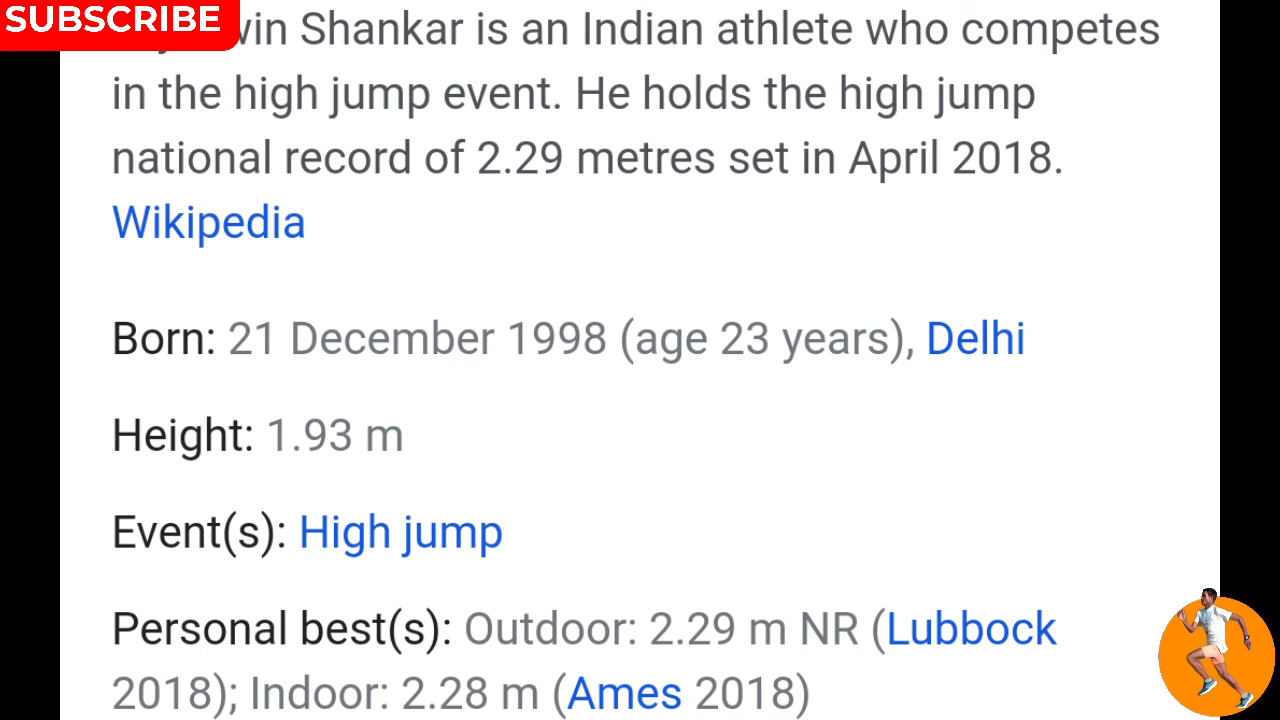 SUBSCRIBE
Shankar is an Indian athlete who competes
in the high jump event. He holds the high jump
national record of 2.29 metres set in April 2018.
Wikipedia
Born: 21 December 1998 (age 23 years), Delhi
Height: 1.93 m
Event(s): High jump
Personal best(s): Outdoor: 2.29 m NR (Lubbock
2018); Indoor: 2.28 m (Ames 2018)